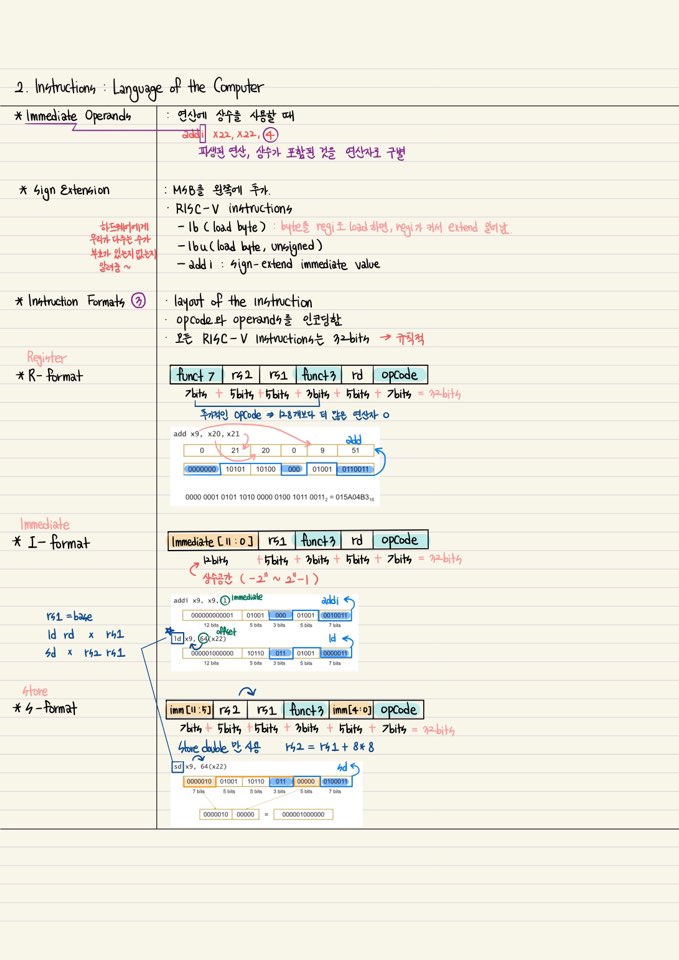 2. Instructions : Language of the Computer
* Immediate Operands
: 연산에 상수를 사용할 때
addi x22, x22, 4
파생된 연산, 상수가 포함된 것을 연산자로 구별
* Sign Extension
: MSB를 왼쪽에 추가.
· RISC-V instructions
- lb (load byte) : byte를 regi로 load하면, regi가 커서 extend 일어남
- lbu (load byte, unsigned)
- addi : sign-extend immediate value
하드웨어에게
우리가 다루는 수가
부호가 있는지 없는지
알려줌 ~
* Instruction Formats ③
· layout of the instruction
· opcode와 operands를 인코딩함
· 모든 RISC-V instructions는 32bits → 규칙적
Register
* R-format
funct7 rs2 rs1 funct3 rd opcode
7bits + 5bits + 5bits + 3bits + 5bits + 7bits = 32bits
추가적인 opcode ⇒ 128개보다 더 많은 연산자 O
add x9, x20, x21
add
0 21 20 0 9 51
0000000 10101 10100 000 01001 0110011
0000 0001 0101 1010 0000 0100 1011 0011₂ = 015A04B3₁₆
Immediate
* I-format
Immediate [11:0] rs1 funct3 rd opcode
12bits + 5bits + 3bits + 5bits + 7bits = 32bits
상수공간 (-2¹¹ ~ 2¹¹-1)
addi x9, x9, 1 immediate
addi
000000000001 01001 000 01001 0010011
12 bits 5 bits 3 bits 5 bits 7 bits
offset
ld x9, 64(x22)
ld
000001000000 10110 011 01001 0000011
12 bits 5 bits 3 bits 5 bits 7 bits
rs1 = base
ld rd x rs1
sd x rs2 rs1
Store
* S-format
imm[11:5] rs2 rs1 funct3 imm[4:0] opcode
7bits + 5bits + 5bits + 3bits + 5bits + 7bits = 32bits
Store double만 사용 rs2 = rs1 + 8*8
sd x9, 64(x22)
sd
0000010 01001 10110 011 00000 0100011
7 bits 5 bits 5 bits 3 bits 5 bits 7 bits
0000010 00000 = 000001000000